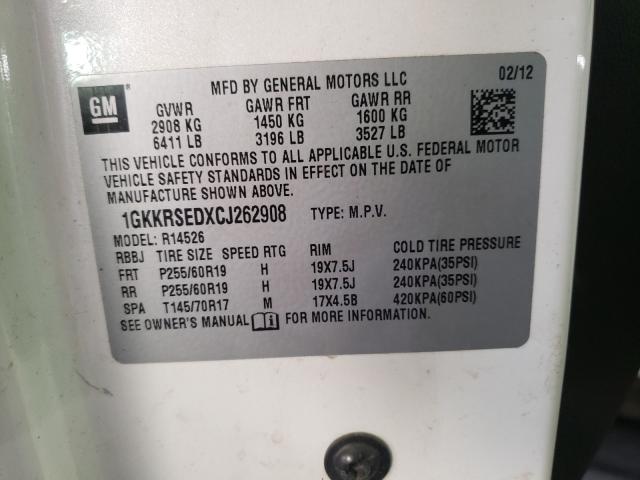 MFD BY GENERAL MOTORS LLC 02/12
GM
GVWR GAWR FRT GAWR RR
2908 KG 1450 KG 1600 KG
6411 LB 3196 LB 3527 LB
THIS VEHICLE CONFORMS TO ALL APPLICABLE U.S. FEDERAL MOTOR
VEHICLE SAFETY STANDARDS IN EFFECT ON THE DATE OF
MANUFACTURE SHOWN ABOVE.
1GKKRSEDXCJ262908 TYPE: M.P.V.
MODEL: R14526
RBBJ TIRE SIZE SPEED RTG RIM COLD TIRE PRESSURE
FRT P255/60R19 H 19X7.5J 240KPA(35PSI)
RR P255/60R19 H 19X7.5J 240KPA(35PSI)
SPA T145/70R17 M 17X4.5B 420KPA(60PSI)
SEE OWNER'S MANUAL FOR MORE INFORMATION.